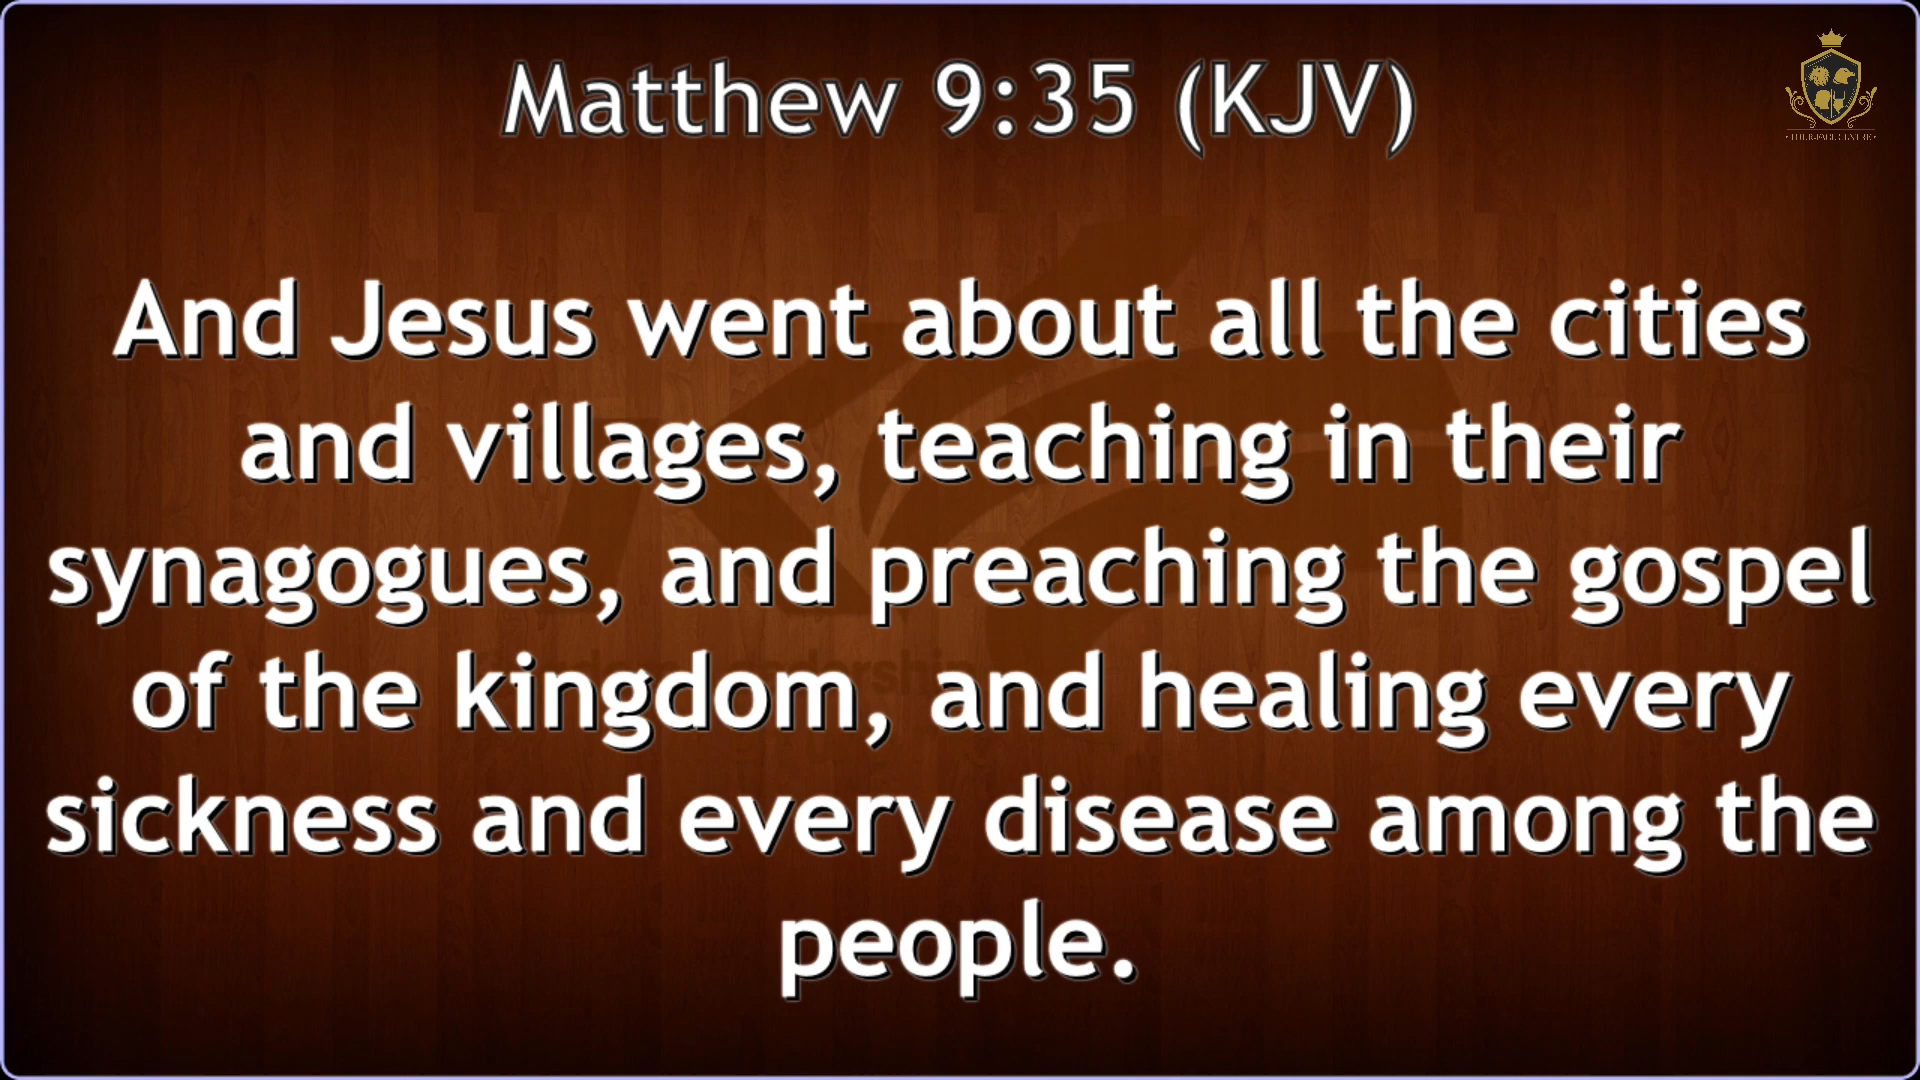 Matthew 9:35 (KJV)
And Jesus went about all the cities
and villages, teaching in their
synagogues, and preaching the gospel
of the kingdom, and healing every
sickness and every disease among the
people.